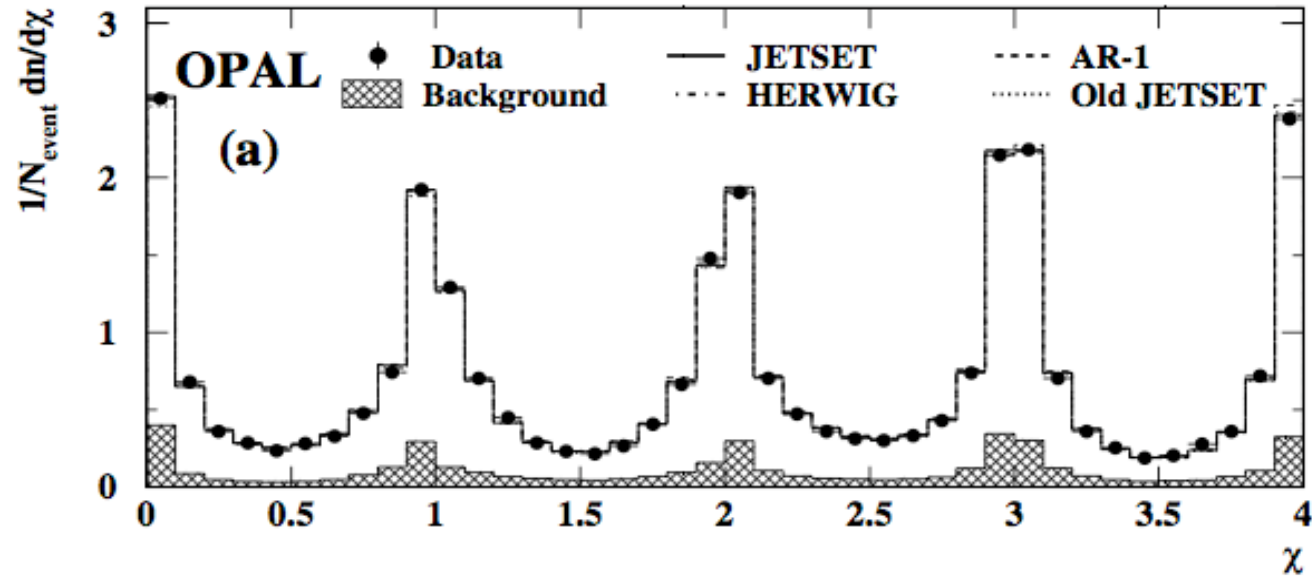 1/N_event dn/dχ
3
2
1
0
OPAL
(a)
Data
JETSET
AR-1
Background
HERWIG
Old JETSET
0 0.5 1 1.5 2 2.5 3 3.5 4
χ